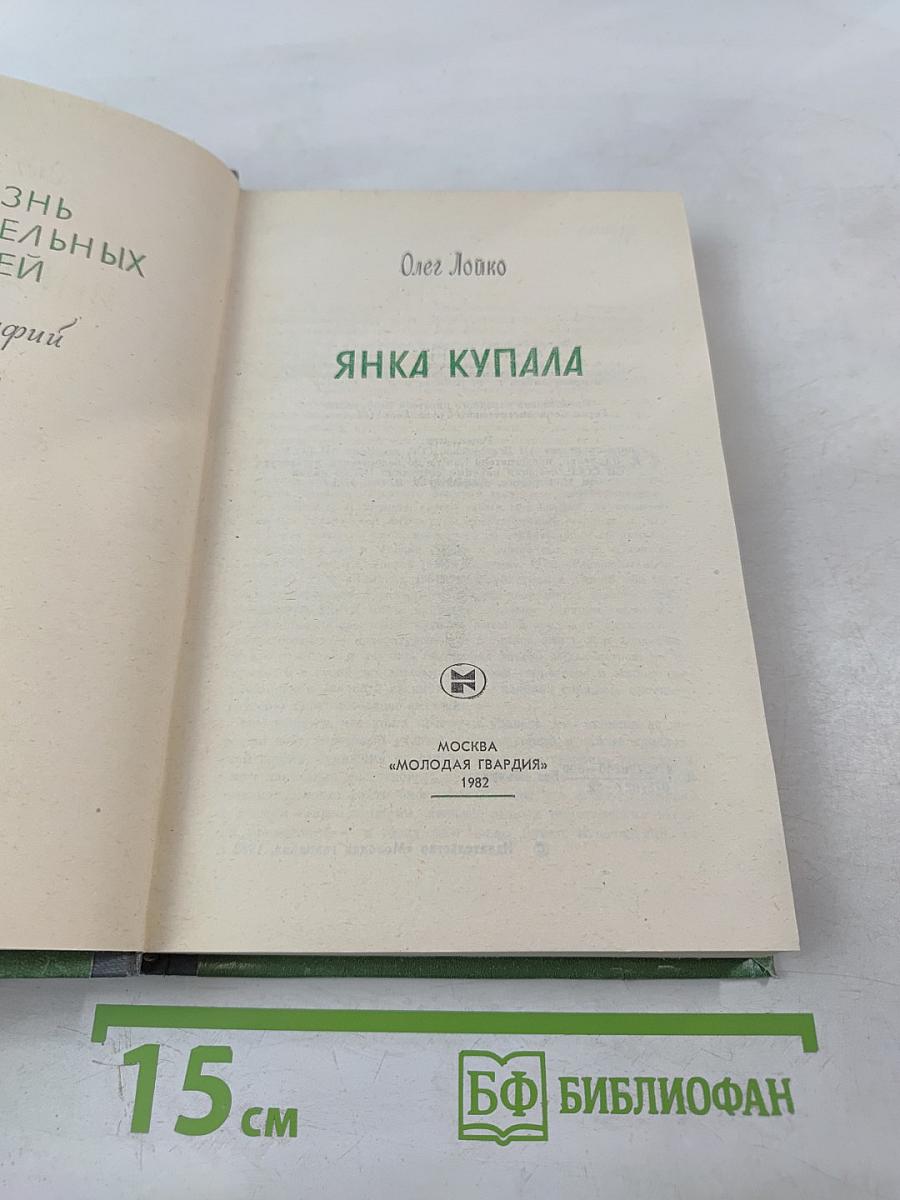 ЗНЬ
ЕЛЬНЫХ
ЕЙ
фий
Олег Лойко
ЯНКА КУПАЛА
МОСКВА
«МОЛОДАЯ ГВАРДИЯ»
1982
15 см
БФ БИБЛИОФАН